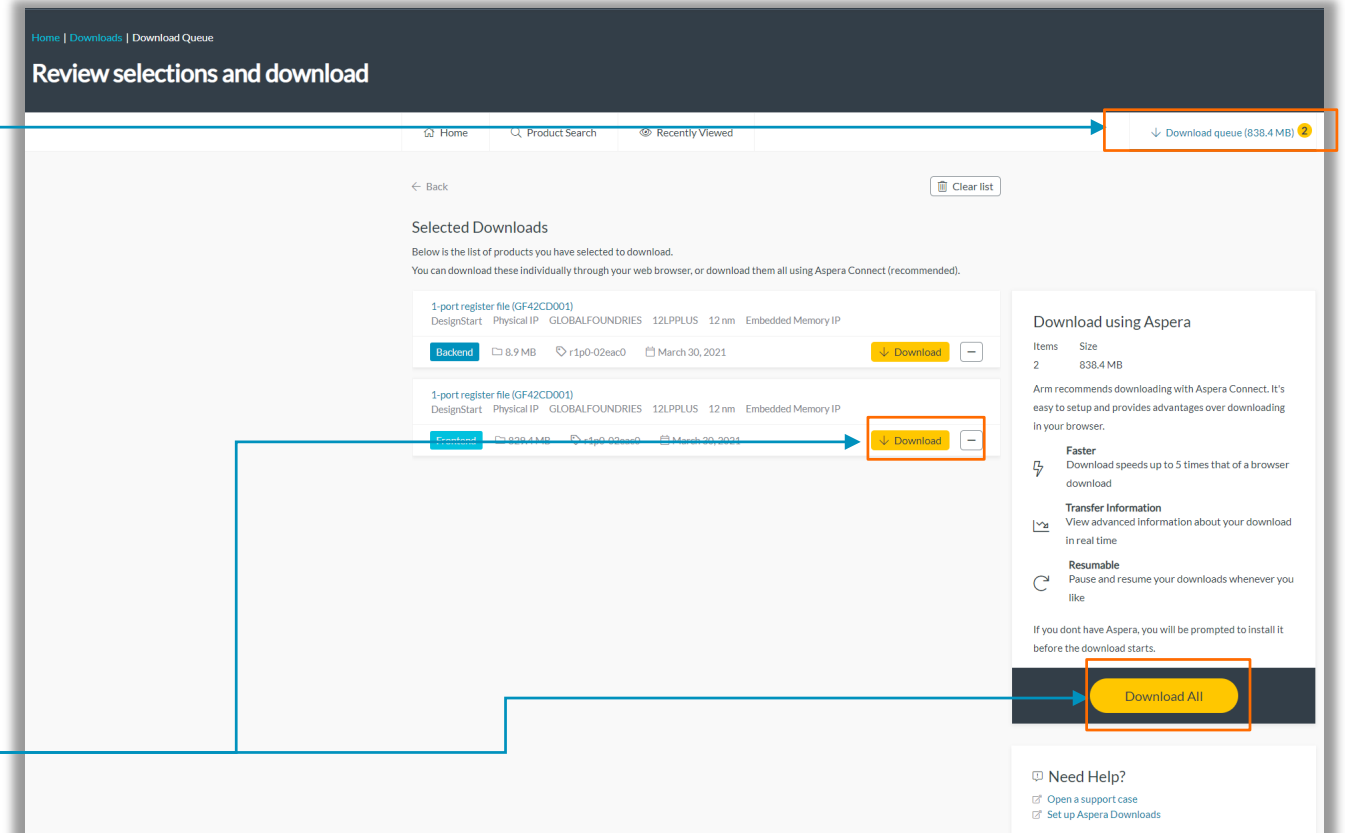 Home | Downloads | Download Queue
Review selections and download
Home Product Search Recently Viewed Download queue (838.4 MB) 2
Back Clear list
Selected Downloads
Below is the list of products you have selected to download.
You can download these individually through your web browser, or download them all using Aspera Connect (recommended).
1-port register file (GF42CD001)
DesignStart Physical IP GLOBALFOUNDRIES 12LPPLUS 12 nm Embedded Memory IP
Backend 8.9 MB r1p0-02eac0 March 30, 2021 Download
1-port register file (GF42CD001)
DesignStart Physical IP GLOBALFOUNDRIES 12LPPLUS 12 nm Embedded Memory IP
Frontend MB r1p0-02eac0 March 30, 2021 Download
Download using Aspera
Items Size
2 838.4 MB
Arm recommends downloading with Aspera Connect. It's
easy to setup and provides advantages over downloading
in your browser.
Faster
Download speeds up to 5 times that of a browser
download
Transfer Information
View advanced information about your download
in real time
Resumable
Pause and resume your downloads whenever you
like
If you dont have Aspera, you will be prompted to install it
before the download starts.
Download All
Need Help?
Open a support case
Set up Aspera Downloads